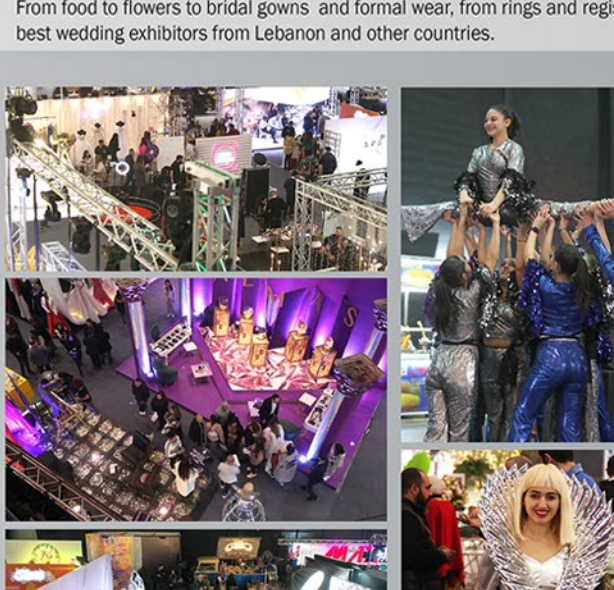 From food to flowers to bridal gowns and formal wear, from rings and regis
best wedding exhibitors from Lebanon and other countries.